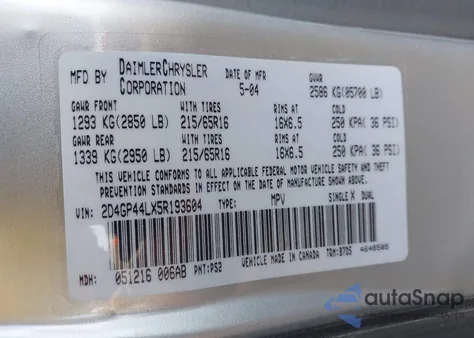 MFD BY DAIMLERCHRYSLER CORPORATION DATE OF MFR 5-04 GVWR 2586 KG(05700 LB)
GAWR FRONT WITH TIRES RIMS AT COLD
1293 KG(2850 LB) 215/65R16 16X6.5 250 KPA( 36 PSI)
GAWR REAR WITH TIRES RIMS AT COLD
1339 KG(2950 LB) 215/65R16 16X6.5 250 KPA( 36 PSI)
THIS VEHICLE CONFORMS TO ALL APPLICABLE FEDERAL MOTOR VEHICLE SAFETY AND THEFT
PREVENTION STANDARDS IN EFFECT ON THE DATE OF MANUFACTURE SHOWN ABOVE.
VIN: 2D4GP44LX5R193604 TYPE: MPV SINGLE X DUAL
MDH: 051216 006AB PNT:PS2 VEHICLE MADE IN CANADA TRM:B7D5 4648505
autoSnap